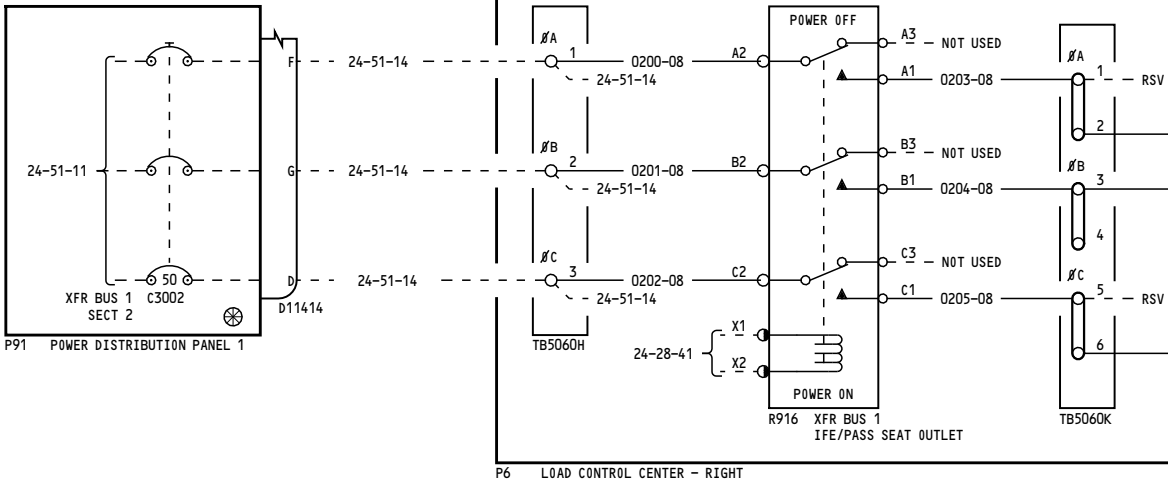 POWER OFF
ØA
F
24-51-14
1
24-51-14
0200-08
A2
A3
NOT USED
A1
0203-08
ØA
1
RSV
2
24-51-11
G
24-51-14
ØB
2
24-51-14
0201-08
B2
B3
NOT USED
B1
0204-08
ØB
3
4
50
XFR BUS 1
SECT 2
C3002
D
D11414
24-51-14
ØC
3
24-51-14
0202-08
C2
C3
NOT USED
C1
0205-08
ØC
5
RSV
6
24-28-41
X1
X2
POWER ON
P91 POWER DISTRIBUTION PANEL 1
TB5060H
R916 XFR BUS 1
IFE/PASS SEAT OUTLET
TB5060K
P6 LOAD CONTROL CENTER – RIGHT